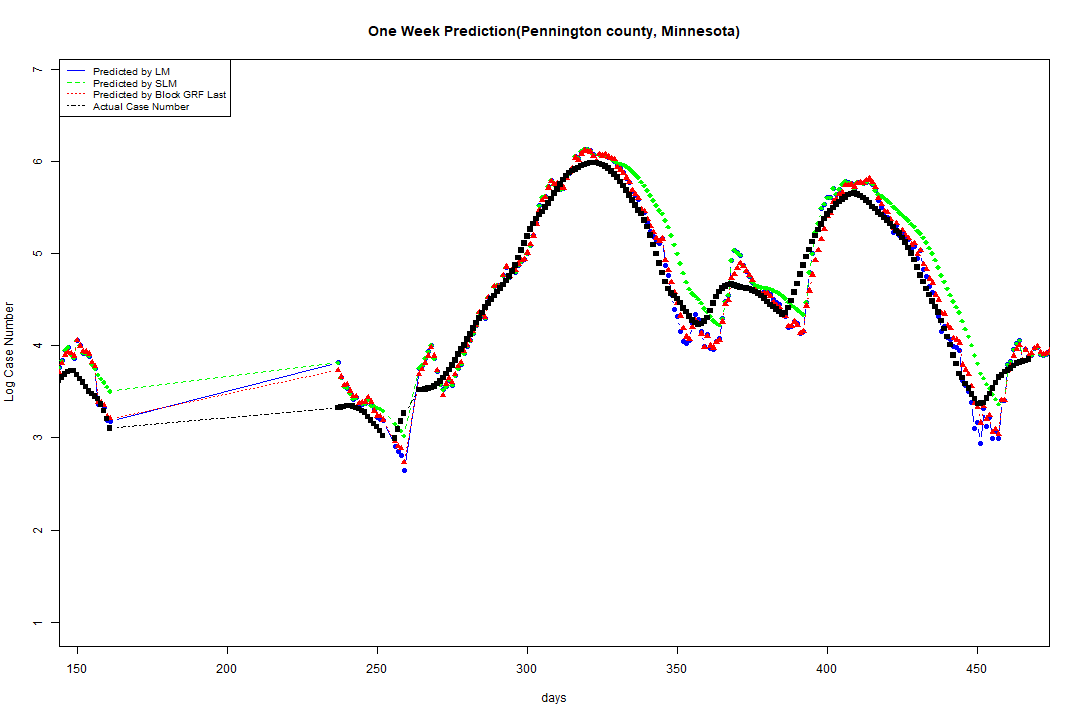 One Week Prediction(Pennington county, Minnesota)
Predicted by LM
Predicted by SLM
Predicted by Block GRF Last
Actual Case Number
7
6
5
4
3
2
1
Log Case Number
150 200 250 300 350 400 450
days